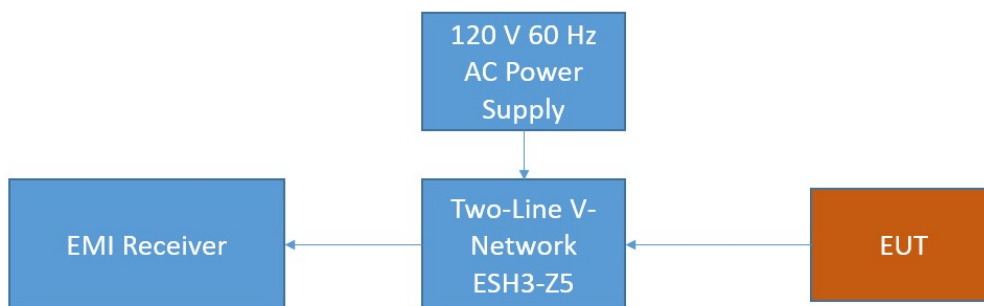 120 V 60 Hz
AC Power
Supply
EMI Receiver
Two-Line V-
Network
ESH3-Z5
EUT